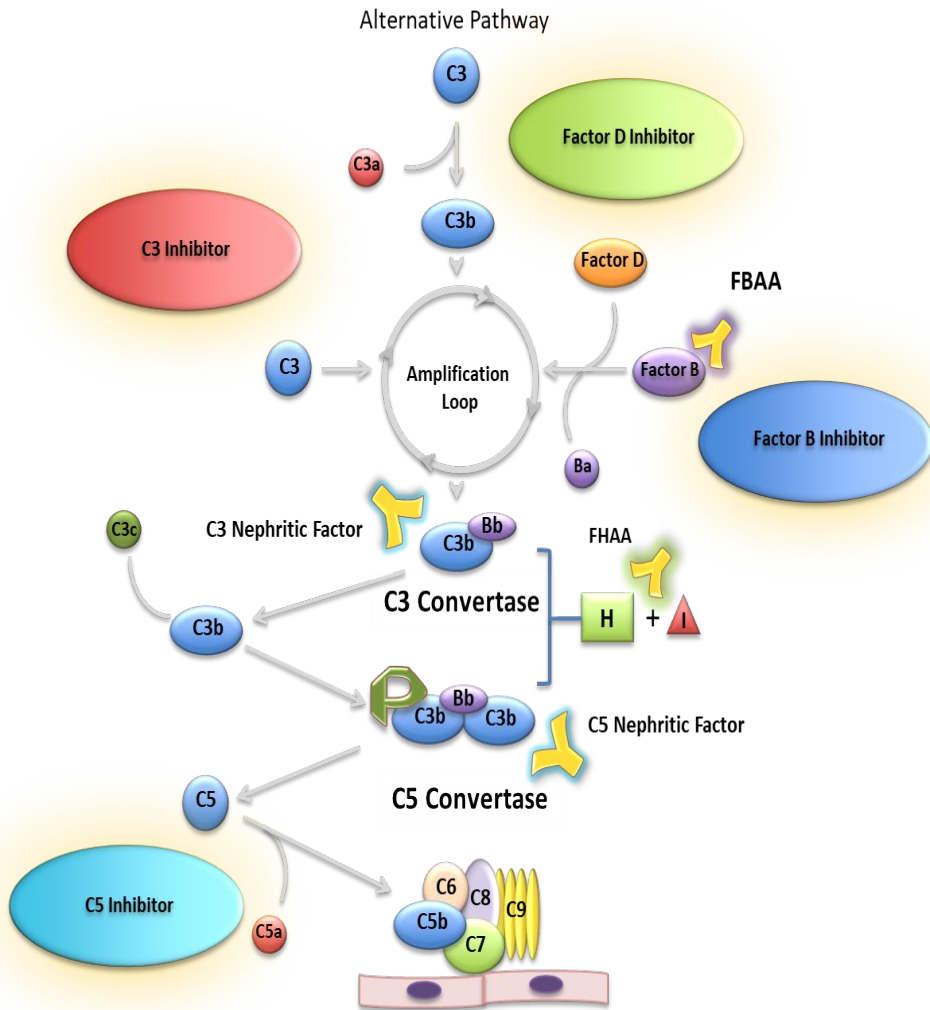 Alternative Pathway
C3
Factor D Inhibitor
C3a
C3b
C3 Inhibitor
Factor D
FBAA
C3
Amplification
Loop
Factor B
Factor B Inhibitor
Ba
C3 Nephritic Factor
Bb
C3b
C3c
FHAA
C3 Convertase
H
+
I
C3b
P
Bb
C3b
C3b
C5 Nephritic Factor
C5 Convertase
C5
C5 Inhibitor
C5a
C6
C8
C9
C5b
C7